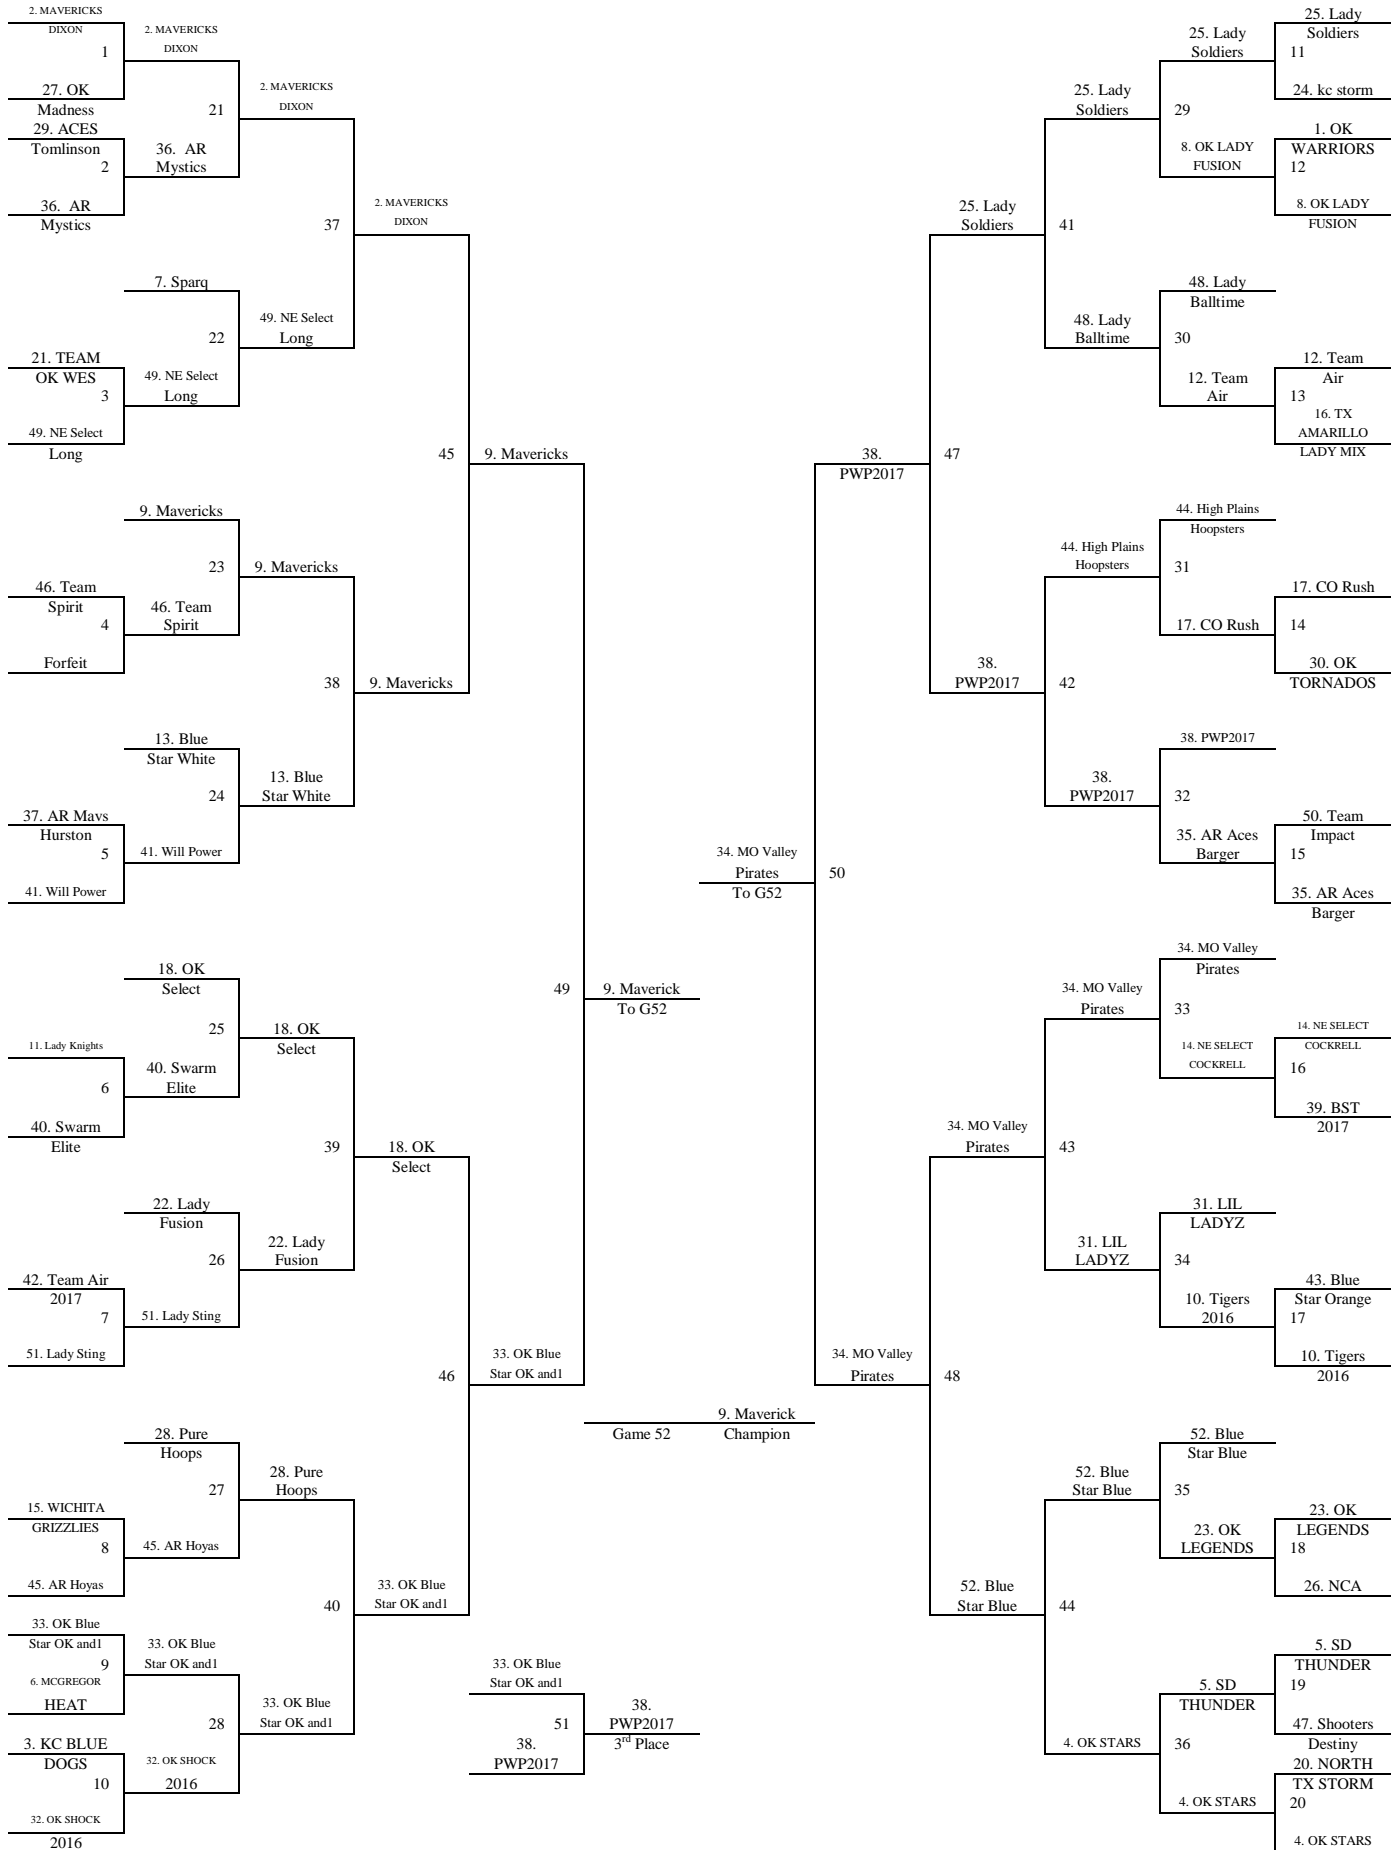 2. MAVERICKS
DIXON
1
27. OK
Madness
29. ACES
Tomlinson
2
36. AR
Mystics
21. TEAM
OK WES
3
49. NE Select
Long
46. Team
Spirit
4
Forfeit
37. AR Mavs
Hurston
5
41. Will Power
11. Lady Knights
6
40. Swarm
Elite
42. Team Air
2017
7
51. Lady Sting
15. WICHITA
GRIZZLIES
8
45. AR Hoyas
33. OK Blue
Star OK and1
9
6. MCGREGOR
HEAT
3. KC BLUE
DOGS
10
32. OK SHOCK
2016
2. MAVERICKS
DIXON
21
36. AR
Mystics
7. Sparq
22
49. NE Select
Long
9. Mavericks
23
46. Team
Spirit
13. Blue
Star White
24
41. Will Power
18. OK
Select
25
40. Swarm
Elite
22. Lady
Fusion
26
51. Lady Sting
28. Pure
Hoops
27
45. AR Hoyas
33. OK Blue
Star OK and1
28
32. OK SHOCK
2016
2. MAVERICKS
DIXON
37
49. NE Select
Long
9. Mavericks
38
13. Blue
Star White
18. OK
Select
39
22. Lady
Fusion
28. Pure
Hoops
40
33. OK Blue
Star OK and1
2. MAVERICKS
DIXON
45
9. Mavericks
18. OK
Select
46
33. OK Blue
Star OK and1
9. Mavericks
49
33. OK Blue
Star OK and1
9. Maverick
To G52
33. OK Blue
Star OK and1
51
38.
PWP2017
38.
PWP2017
3rd Place
9. Maverick
Game 52
Champion
34. MO Valley
Pirates
To G52
50
38.
PWP2017
34. MO Valley
Pirates
25. Lady
Soldiers
47
38.
PWP2017
34. MO Valley
Pirates
48
52. Blue
Star Blue
25. Lady
Soldiers
41
48. Lady
Balltime
44. High Plains
Hoopsters
42
38.
PWP2017
34. MO Valley
Pirates
43
31. LIL
LADYZ
52. Blue
Star Blue
44
4. OK STARS
25. Lady
Soldiers
29
8. OK LADY
FUSION
48. Lady
Balltime
30
12. Team
Air
44. High Plains
Hoopsters
31
17. CO Rush
38. PWP2017
32
35. AR Aces
Barger
34. MO Valley
Pirates
33
14. NE SELECT
COCKRELL
31. LIL
LADYZ
34
10. Tigers
2016
52. Blue
Star Blue
35
23. OK
LEGENDS
5. SD
THUNDER
36
4. OK STARS
25. Lady
Soldiers
11
24. kc storm
1. OK
WARRIORS
12
8. OK LADY
FUSION
12. Team
Air
13
16. TX
AMARILLO
LADY MIX
17. CO Rush
14
30. OK
TORNADOS
50. Team
Impact
15
35. AR Aces
Barger
14. NE SELECT
COCKRELL
16
39. BST
2017
43. Blue
Star Orange
17
10. Tigers
2016
23. OK
LEGENDS
18
26. NCA
5. SD
THUNDER
19
47. Shooters
Destiny
20. NORTH
TX STORM
20
4. OK STARS